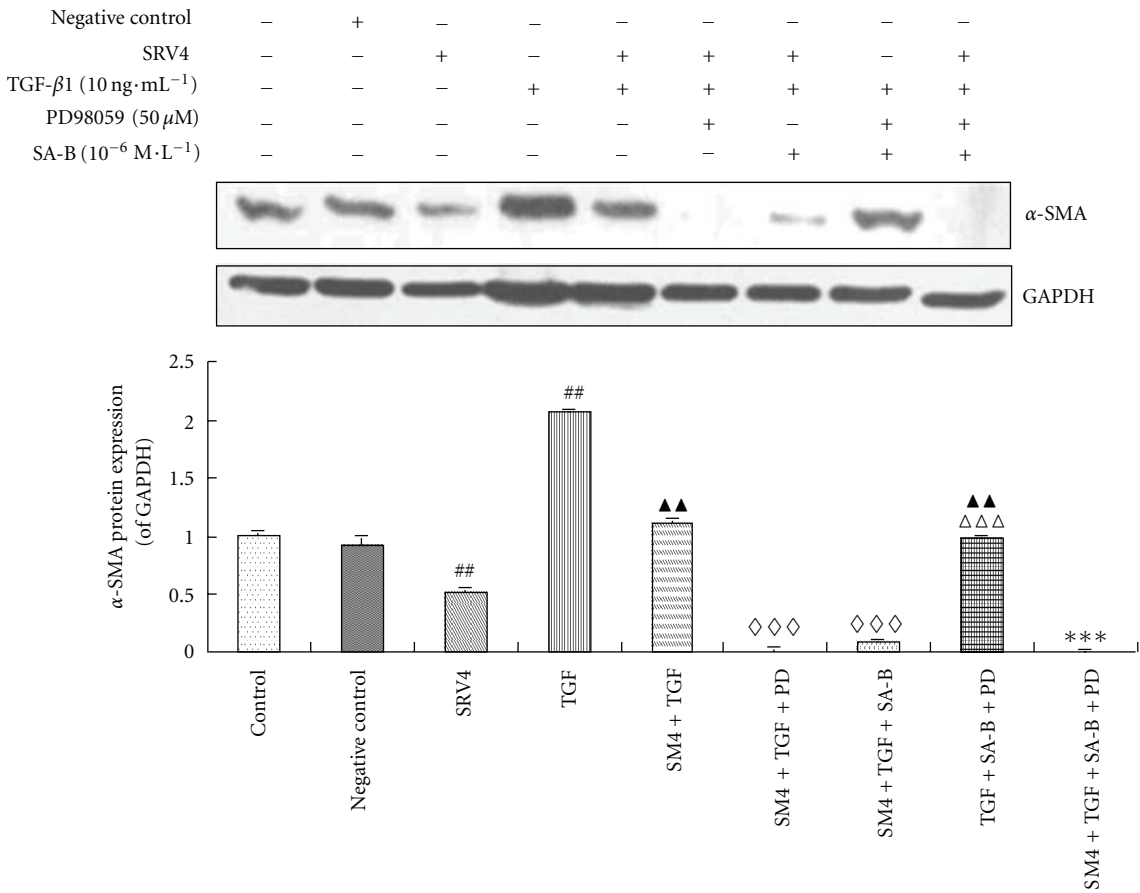 Negative control − + − − − − − − −
SRV4 − − + − + + + − +
TGF-β1 (10 ng·mL⁻¹) − − − + + + + + +
PD98059 (50 μM) − − − − − + − + +
SA-B (10⁻⁶ M·L⁻¹) − − − − − − + + +
α-SMA
GAPDH
α-SMA protein expression
(of GAPDH)
2.5
2
1.5
1
0.5
0
##
##
▲▲
◇◇◇
◇◇◇
▲▲
△△△
***
Control
Negative control
SRV4
TGF
SM4 + TGF
SM4 + TGF + PD
SM4 + TGF + SA-B
TGF + SA-B + PD
SM4 + TGF + SA-B + PD